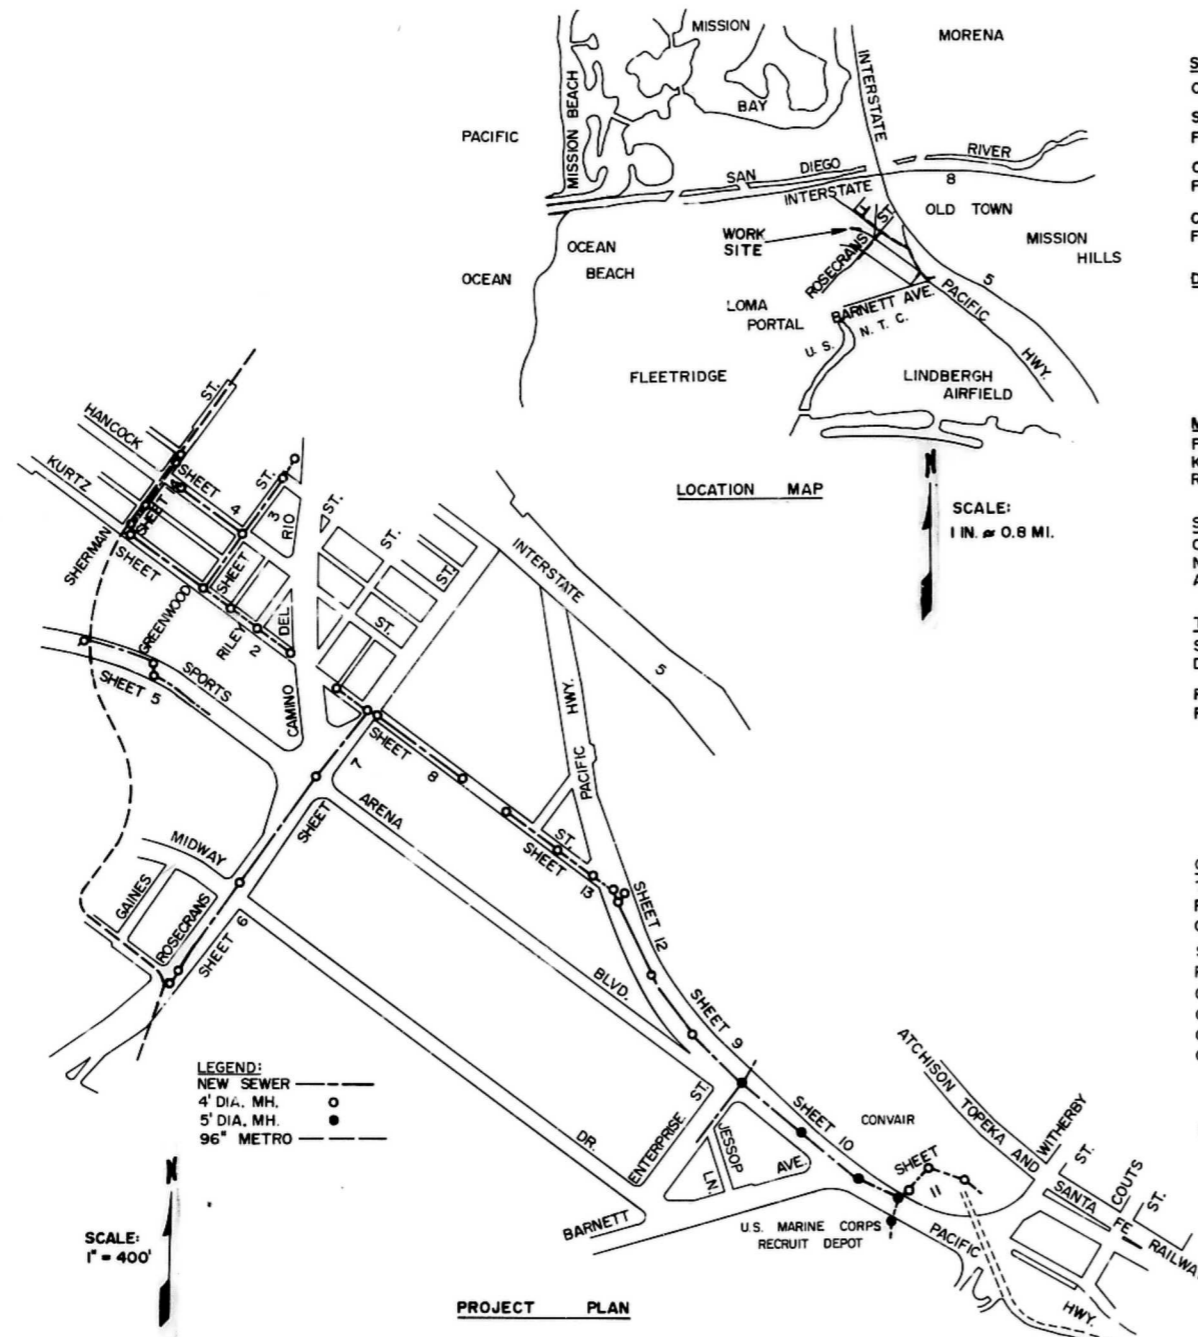 MISSION
MORENA
INTERSTATE
MISSION BEACH
BAY
PACIFIC
SAN DIEGO RIVER
INTERSTATE 8
OLD TOWN
OCEAN
BEACH
WORK
SITE
ROSECRANS ST.
MISSION
HILLS
OCEAN
5
LOMA
PORTAL
BARNETT AVE.
PACIFIC
HWY.
U. S. N. T. C.
FLEETRIDGE
LINDBERGH
AIRFIELD
LOCATION MAP
N
SCALE:
1 IN. ≈ 0.8 MI.
HANCOCK
ST.
KURTZ
SHEET
4
SHEET
ST.
3
SHEET
RIO
ST.
ST.
ST.
ST.
SHERMAN
SHEET
2
GREENWOOD
RILEY
DEL
CAMINO
SPORTS
SHEET 5
INTERSTATE
5
HWY.
PACIFIC
SHEET
8
7
SHEET
ARENA
BLVD.
ST.
SHEET
13
SHEET 12
MIDWAY
GAINES
ROSECRANS
SHEET 6
SHEET 9
SHEET 10
CONVAIR
SHEET
11
ATCHISON TOPEKA AND
SANTA FE RAILWAY
WITHERBY
ST.
COUTS
ST.
ENTERPRISE ST.
JESSOP
LN.
DR.
BARNETT
AVE.
U.S. MARINE CORPS
RECRUIT DEPOT
PACIFIC
HWY.
LEGEND:
NEW SEWER
4' DIA. MH.
5' DIA. MH.
96" METRO
N
SCALE:
1" = 400'
PROJECT PLAN